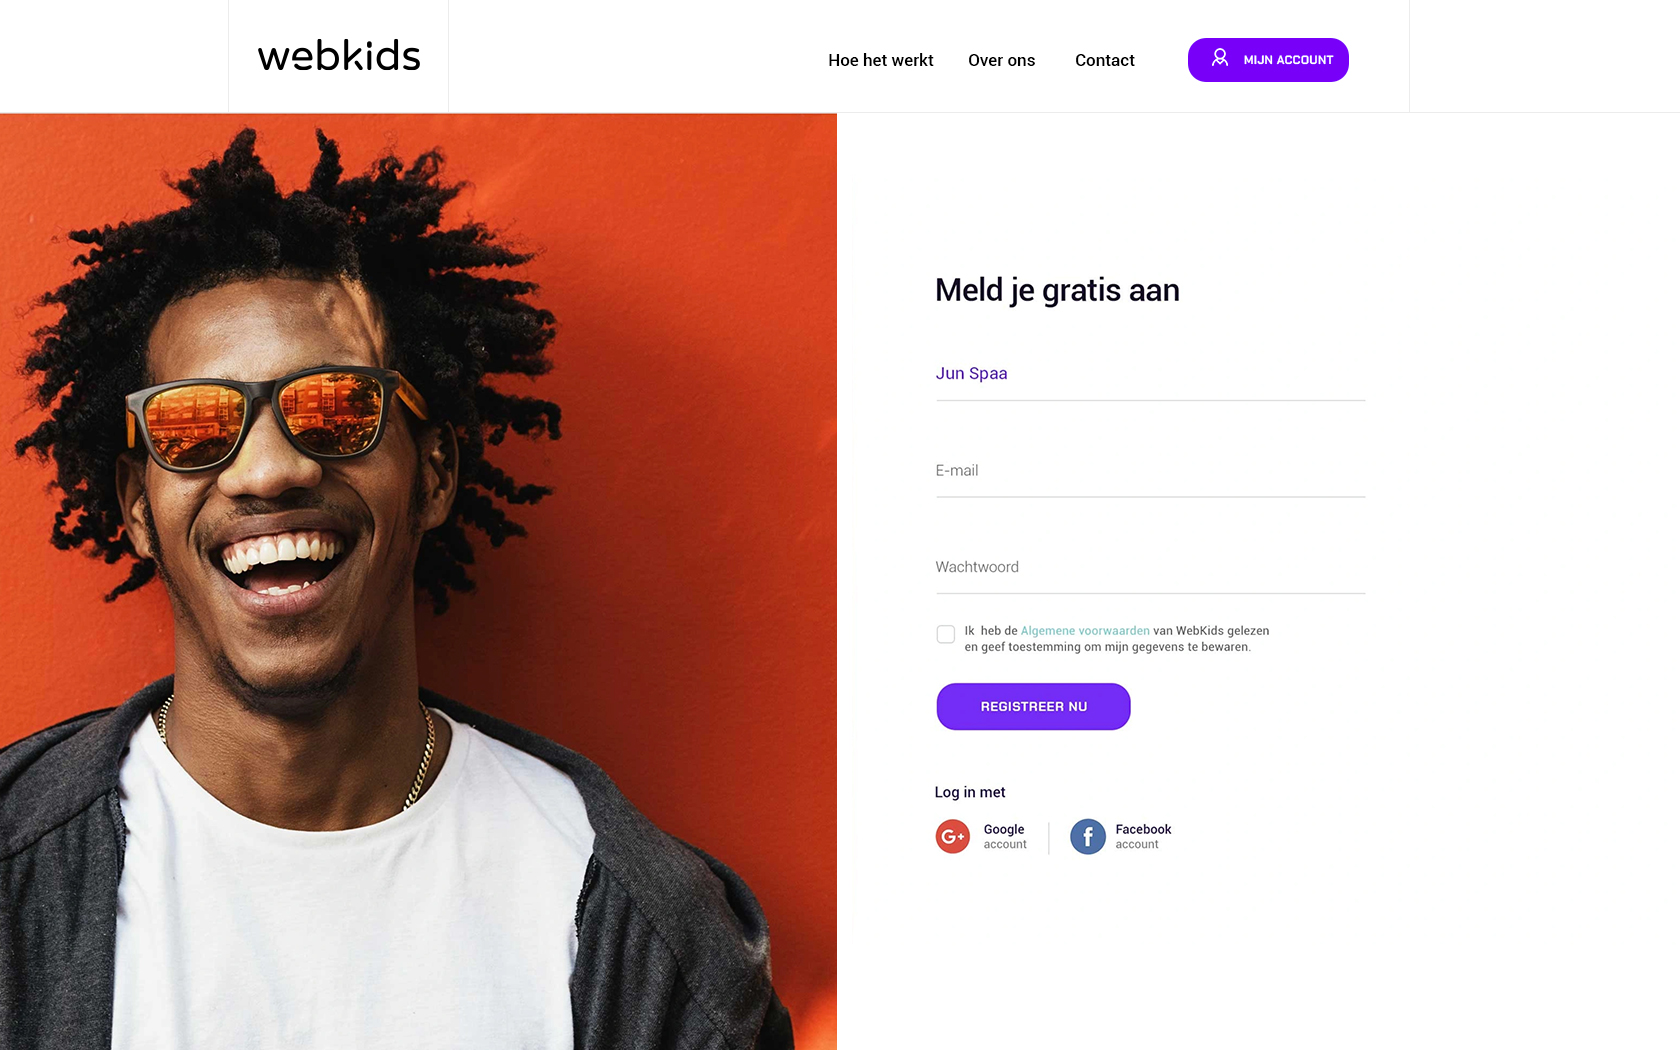 webkids
Hoe het werkt
Over ons
Contact
MIJN ACCOUNT
Meld je gratis aan
Jun Spaa
E-mail
Wachtwoord
Ik heb de Algemene voorwaarden van WebKids gelezen
en geef toestemming om mijn gegevens te bewaren.
REGISTREER NU
Log in met
G+
Google
account
f
Facebook
account